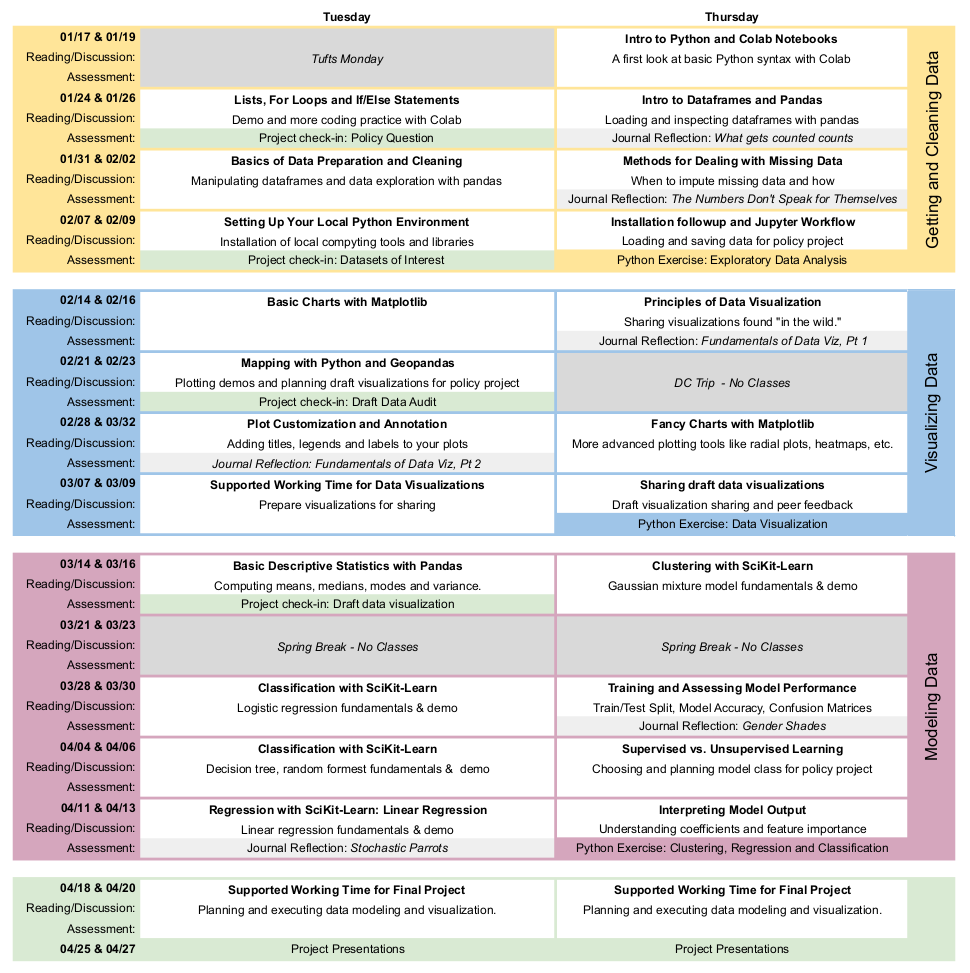 Tuesday Thursday
01/17 & 01/19 Intro to Python and Colab Notebooks
Reading/Discussion: Tufts Monday A first look at basic Python syntax with Colab
Assessment:
01/24 & 01/26 Lists, For Loops and If/Else Statements Intro to Dataframes and Pandas
Reading/Discussion: Demo and more coding practice with Colab Loading and inspecting dataframes with pandas
Assessment: Project check-in: Policy Question Journal Reflection: What gets counted counts
01/31 & 02/02 Basics of Data Preparation and Cleaning Methods for Dealing with Missing Data
Reading/Discussion: Manipulating dataframes and data exploration with pandas When to impute missing data and how
Assessment: Journal Reflection: The Numbers Don't Speak for Themselves
02/07 & 02/09 Setting Up Your Local Python Environment Installation followup and Jupyter Workflow
Reading/Discussion: Installation of local computing tools and libraries Loading and saving data for policy project
Assessment: Project check-in: Datasets of Interest Python Exercise: Exploratory Data Analysis
Getting and Cleaning Data
02/14 & 02/16 Basic Charts with Matplotlib Principles of Data Visualization
Reading/Discussion: Sharing visualizations found "in the wild."
Assessment: Journal Reflection: Fundamentals of Data Viz, Pt 1
02/21 & 02/23 Mapping with Python and Geopandas
Reading/Discussion: Plotting demos and planning draft visualizations for policy project DC Trip - No Classes
Assessment: Project check-in: Draft Data Audit
02/28 & 03/32 Plot Customization and Annotation Fancy Charts with Matplotlib
Reading/Discussion: Adding titles, legends and labels to your plots More advanced plotting tools like radial plots, heatmaps, etc.
Assessment: Journal Reflection: Fundamentals of Data Viz, Pt 2
03/07 & 03/09 Supported Working Time for Data Visualizations Sharing draft data visualizations
Reading/Discussion: Prepare visualizations for sharing Draft visualization sharing and peer feedback
Assessment: Python Exercise: Data Visualization
Visualizing Data
03/14 & 03/16 Basic Descriptive Statistics with Pandas Clustering with SciKit-Learn
Reading/Discussion: Computing means, medians, modes and variance. Gaussian mixture model fundamentals & demo
Assessment: Project check-in: Draft data visualization
03/21 & 03/23
Reading/Discussion: Spring Break - No Classes Spring Break - No Classes
Assessment:
03/28 & 03/30 Classification with SciKit-Learn Training and Assessing Model Performance
Reading/Discussion: Logistic regression fundamentals & demo Train/Test Split, Model Accuracy, Confusion Matrices
Assessment: Journal Reflection: Gender Shades
04/04 & 04/06 Classification with SciKit-Learn Supervised vs. Unsupervised Learning
Reading/Discussion: Decision tree, random formest fundamentals & demo Choosing and planning model class for policy project
Assessment:
04/11 & 04/13 Regression with SciKit-Learn: Linear Regression Interpreting Model Output
Reading/Discussion: Linear regression fundamentals & demo Understanding coefficients and feature importance
Assessment: Journal Reflection: Stochastic Parrots Python Exercise: Clustering, Regression and Classification
Modeling Data
04/18 & 04/20 Supported Working Time for Final Project Supported Working Time for Final Project
Reading/Discussion: Planning and executing data modeling and visualization. Planning and executing data modeling and visualization.
Assessment:
04/25 & 04/27 Project Presentations Project Presentations